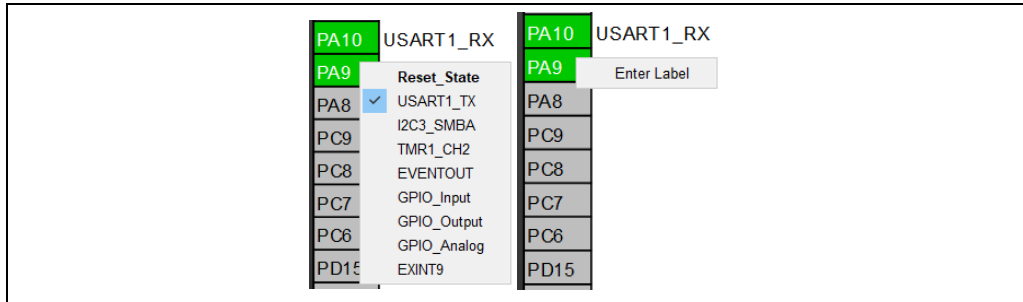 PA10 USART1_RX
PA9
PA8
PC9
PC8
PC7
PC6
PD15
Reset_State
USART1_TX
I2C3_SMBA
TMR1_CH2
EVENTOUT
GPIO_Input
GPIO_Output
GPIO_Analog
EXINT9
PA10 USART1_RX
PA9 Enter Label
PA8
PC9
PC8
PC7
PC6
PD15